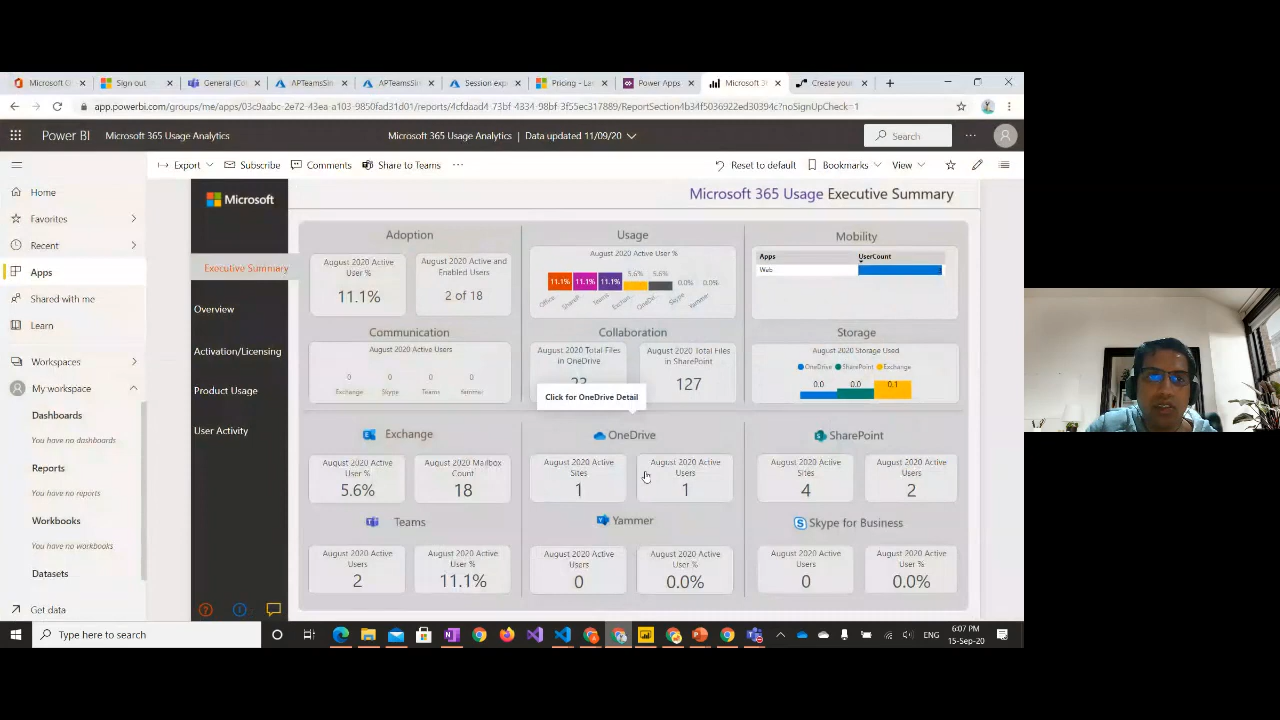 Microsoft
Sign out
General (Co
APTeamsSin
APTeamsSin
Session exp
Pricing - La
Power Apps
Microsoft 36
Create your
app.powerbi.com/groups/me/apps/03c9aabc-2e72-43ea-a103-9850fad31d01/reports/4cfdaad4-73bf-4834-98bf-3f55ec317889/ReportSection4b34f5036922ed30394c?noSignUpCheck=1
Power BI
Microsoft 365 Usage Analytics
Microsoft 365 Usage Analytics | Data updated 11/09/20
Search
Export
Subscribe
Comments
Share to Teams
Reset to default
Bookmarks
View
Home
Favorites
Recent
Apps
Shared with me
Learn
Workspaces
My workspace
Dashboards
You have no dashboards
Reports
You have no reports
Workbooks
You have no workbooks
Datasets
Get data
Microsoft
Executive Summary
Overview
Activation/Licensing
Product Usage
User Activity
Microsoft 365 Usage Executive Summary
Adoption
August 2020 Active
User %
11.1%
August 2020 Active and
Enabled Users
2 of 18
Usage
August 2020 Active User %
11.1% 11.1% 11.1% 5.6% 5.6% 0.0% 0.0%
Office
Teams
Skype
Mobility
Apps UserCount
Web
Communication
August 2020 Active Users
0 0 0 0
Exchange Skype Teams Yammer
Collaboration
August 2020 Total Files
in OneDrive
23
August 2020 Total Files
in SharePoint
127
Click for OneDrive Detail
Storage
August 2020 Storage Used
OneDrive SharePoint Exchange
0.0 0.0 0.1
Exchange
August 2020 Active
User %
5.6%
August 2020 Mailbox
Count
18
OneDrive
August 2020 Active
Sites
1
August 2020 Active
Users
1
SharePoint
August 2020 Active
Sites
4
August 2020 Active
Users
2
Teams
August 2020 Active
Users
2
August 2020 Active
User %
11.1%
Yammer
August 2020 Active
Users
0
August 2020 Active
User %
0.0%
Skype for Business
August 2020 Active
Users
0
August 2020 Active
User %
0.0%
Type here to search
ENG
6:07 PM
15-Sep-20